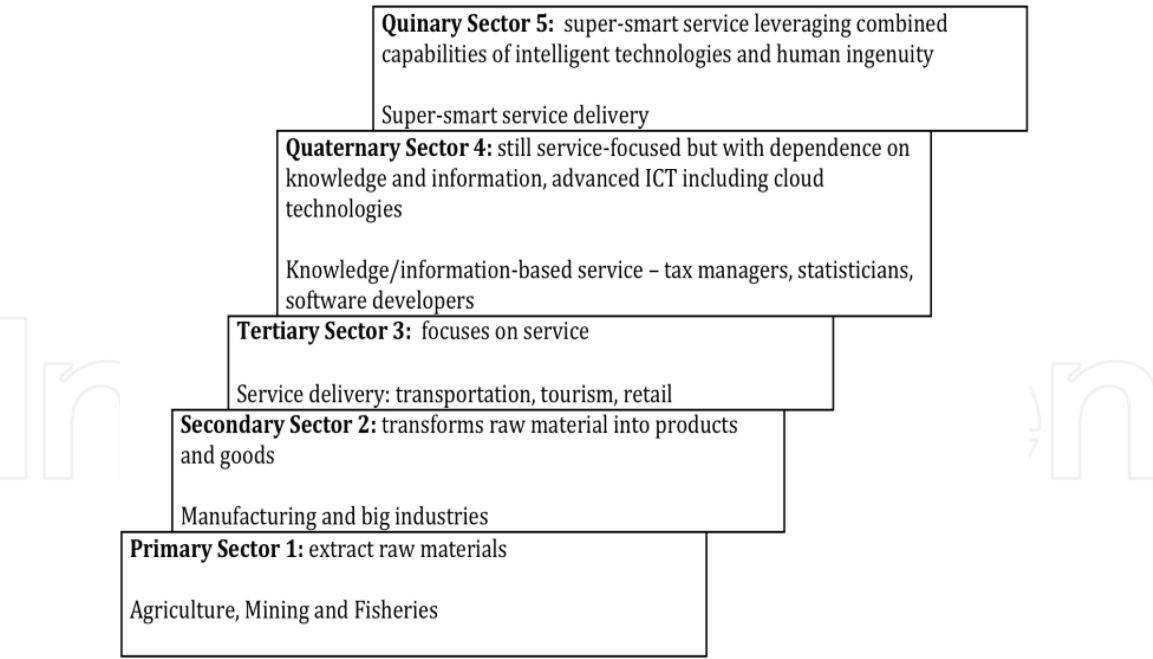 Quinary Sector 5: super-smart service leveraging combined
capabilities of intelligent technologies and human ingenuity
Super-smart service delivery
Quaternary Sector 4: still service-focused but with dependence on
knowledge and information, advanced ICT including cloud
technologies
Knowledge/information-based service – tax managers, statisticians,
software developers
Tertiary Sector 3: focuses on service
Service delivery: transportation, tourism, retail
Secondary Sector 2: transforms raw material into products
and goods
Manufacturing and big industries
Primary Sector 1: extract raw materials
Agriculture, Mining and Fisheries